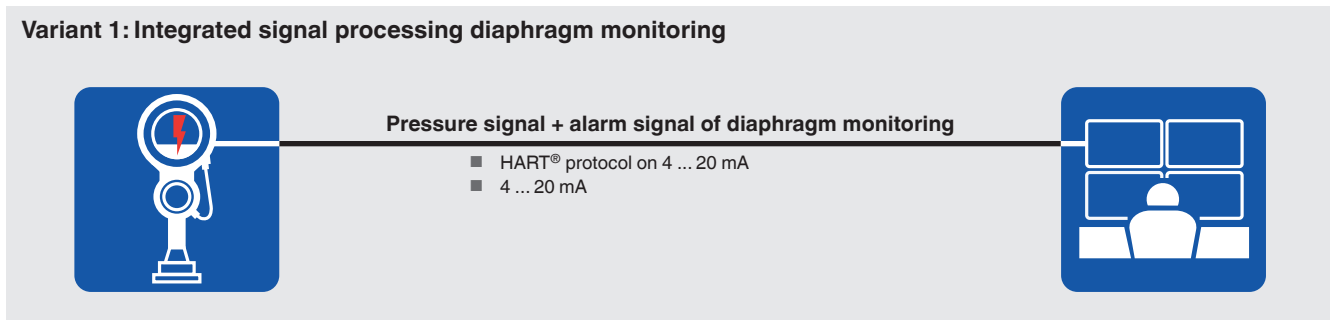 Variant 1: Integrated signal processing diaphragm monitoring
Pressure signal + alarm signal of diaphragm monitoring
■ HART® protocol on 4 ... 20 mA
■ 4 ... 20 mA